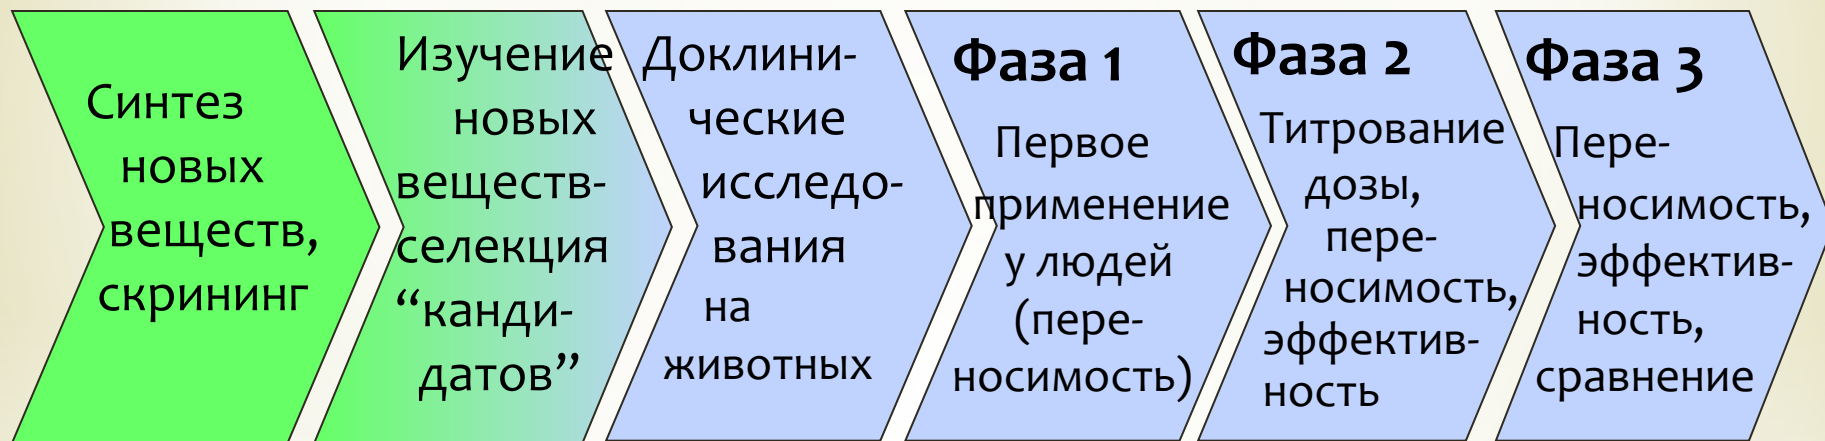 Синтез
новых
веществ,
скрининг
Изучение
новых
веществ-
селекция
“канди-
датов”
Доклини-
ческие
исследо-
вания
на
животных
Фаза 1
Первое
применение
у людей
(пере-
носимость)
Фаза 2
Титрование
дозы,
пере-
носимость,
эффектив-
ность
Фаза 3
Пере-
носимость,
эффектив-
ность,
сравнение